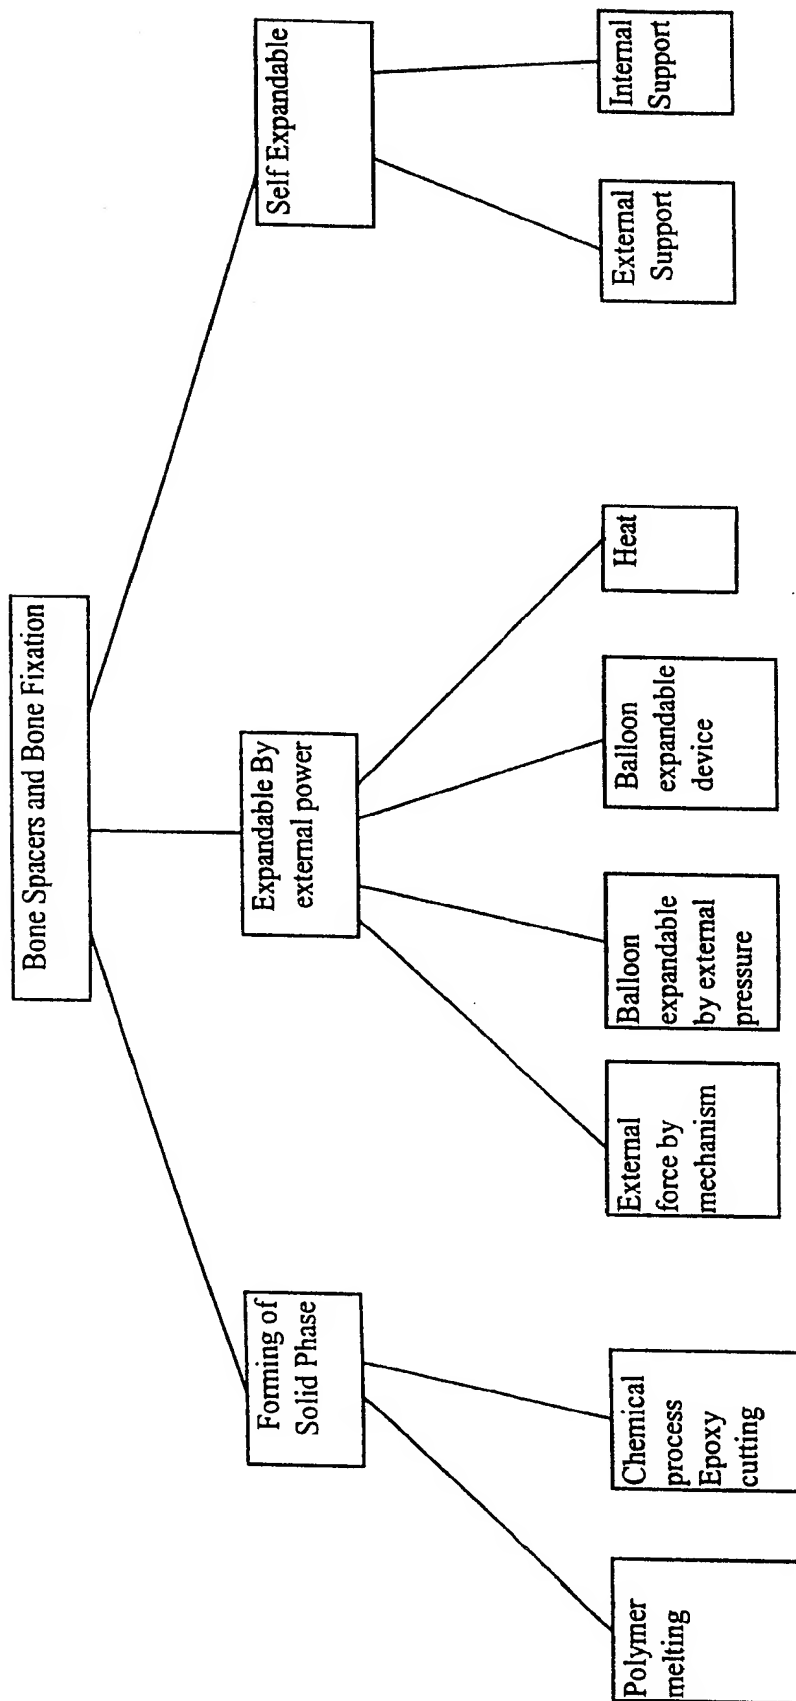 Bone Spacers and Bone Fixation
Forming of
Solid Phase
Expandable By
external power
Self Expandable
Polymer
melting
Chemical
process
Epoxy
cutting
External
force by
mechanism
Balloon
expandable
by external
pressure
Balloon
expandable
device
Heat
External
Support
Internal
Support